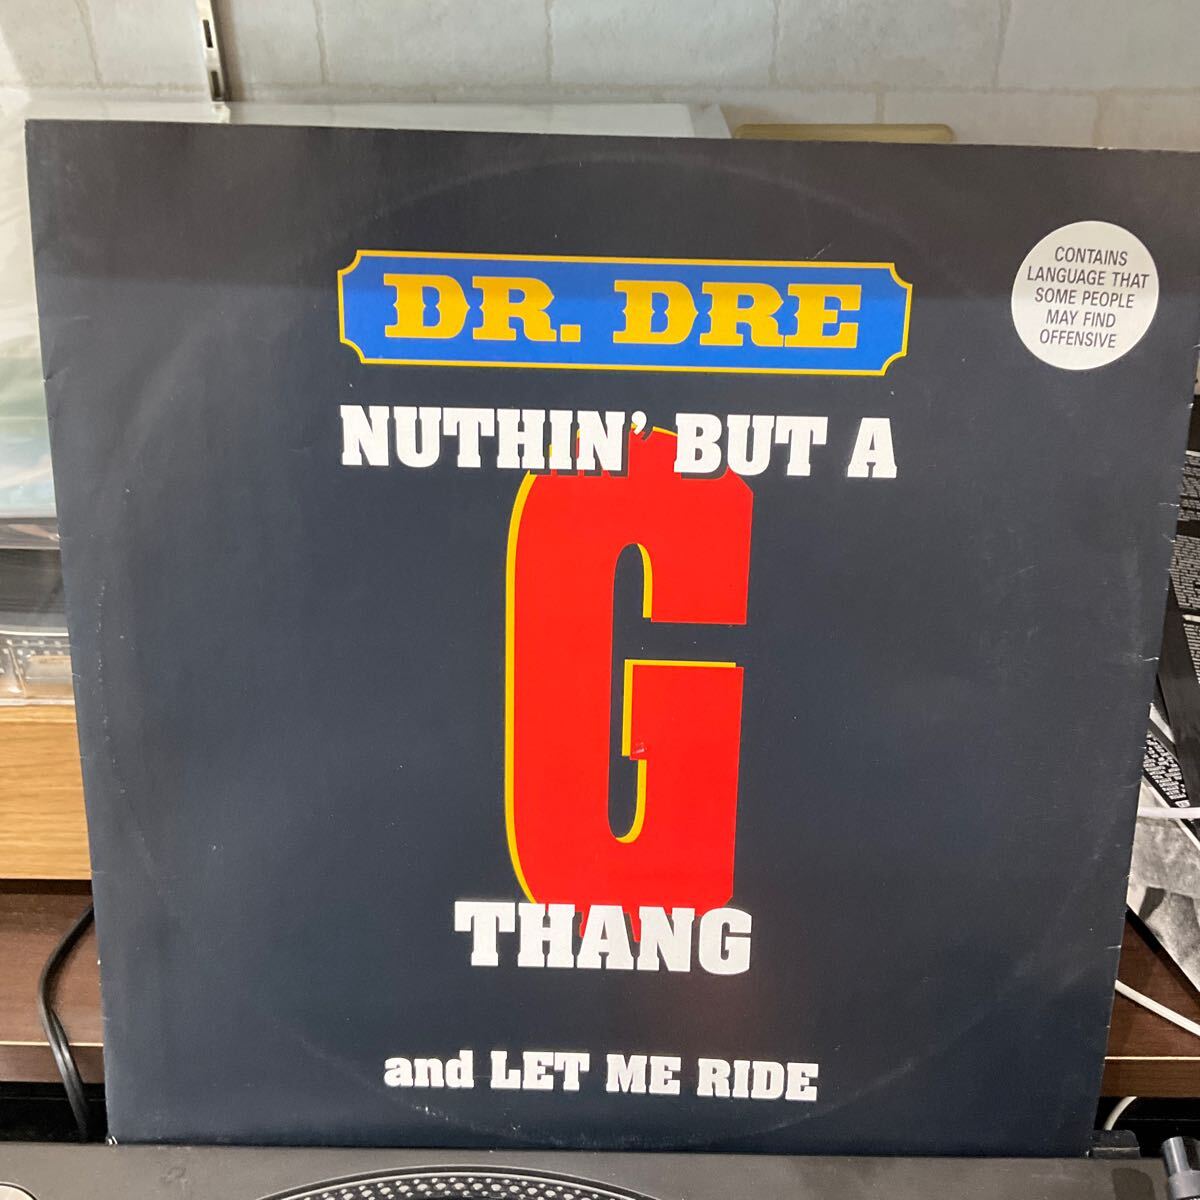 DR. DRE
CONTAINS
LANGUAGE THAT
SOME PEOPLE
MAY FIND
OFFENSIVE
NUTHIN' BUT A
G
THANG
and LET ME RIDE